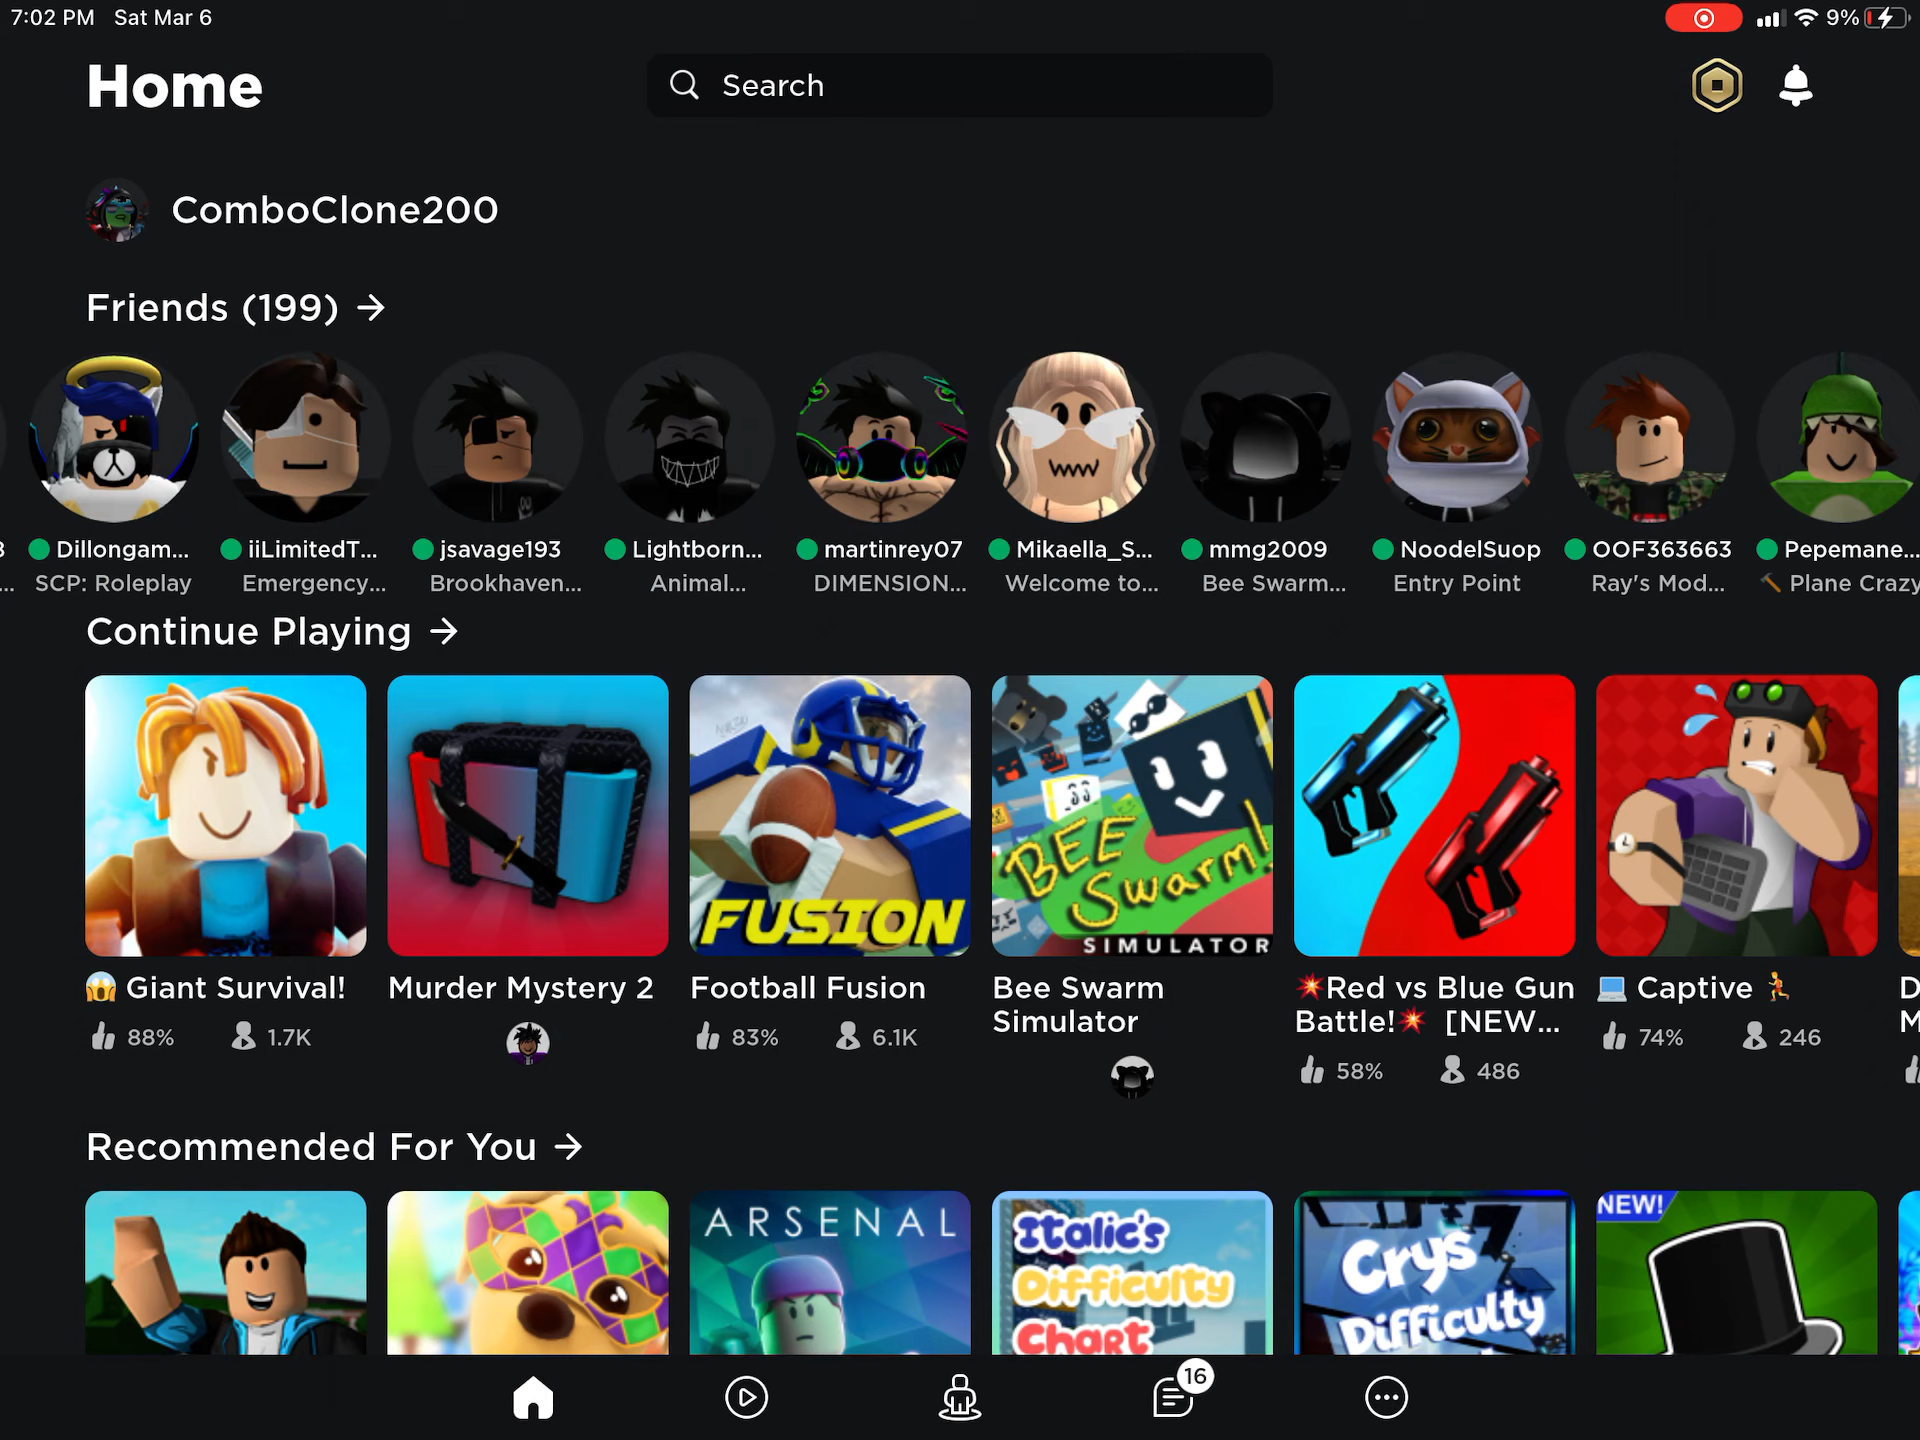 7:02 PM Sat Mar 6
9%
Home
Search
ComboClone200
Friends (199) →
Dillongam...
iiLimitedT...
jsavage193
Lightborn...
martinrey07
Mikaella_S...
mmg2009
NoodelSuop
OOF363663
Pepemane...
SCP: Roleplay
Emergency...
Brookhaven...
Animal...
DIMENSION...
Welcome to...
Bee Swarm...
Entry Point
Ray's Mod...
🔨 Plane Crazy
Continue Playing →
FUSION
BEE
Swarm!
SIMULATOR
😱 Giant Survival!
88% 1.7K
Murder Mystery 2
Football Fusion
83% 6.1K
Bee Swarm
Simulator
💥Red vs Blue Gun
Battle!💥 [NEW...
58% 486
💻 Captive 🏃
74% 246
Recommended For You →
ARSENAL
Italic's
Difficulty
Chart
Crys
Difficulty
NEW!
16